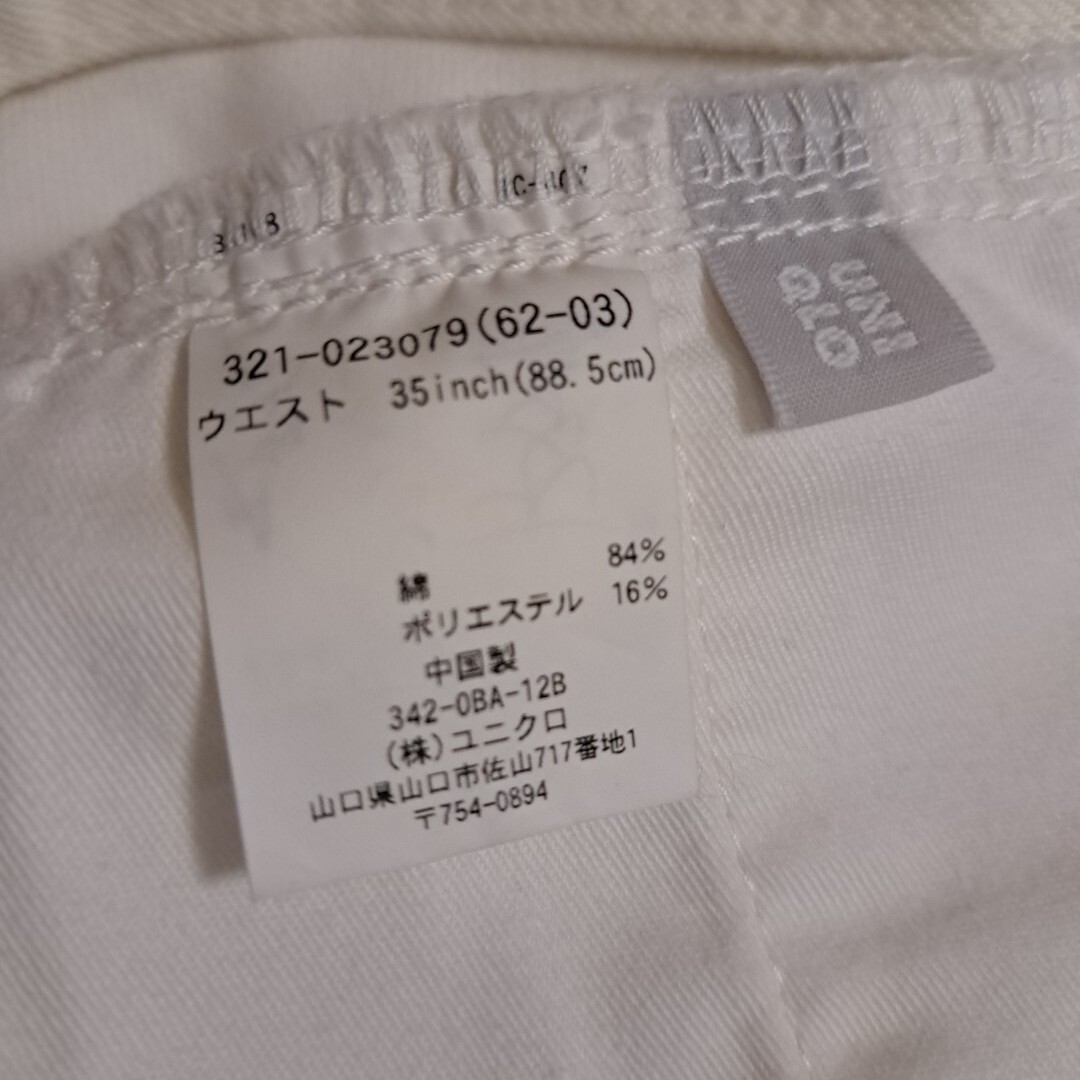 321-023079(62-03)
ウエスト 35inch(88.5cm)
綿 84%
ポリエステル 16%
中国製
342-0BA-12B
(株)ユニクロ
山口県山口市佐山717番地1
〒754-0894
UNI
QLO